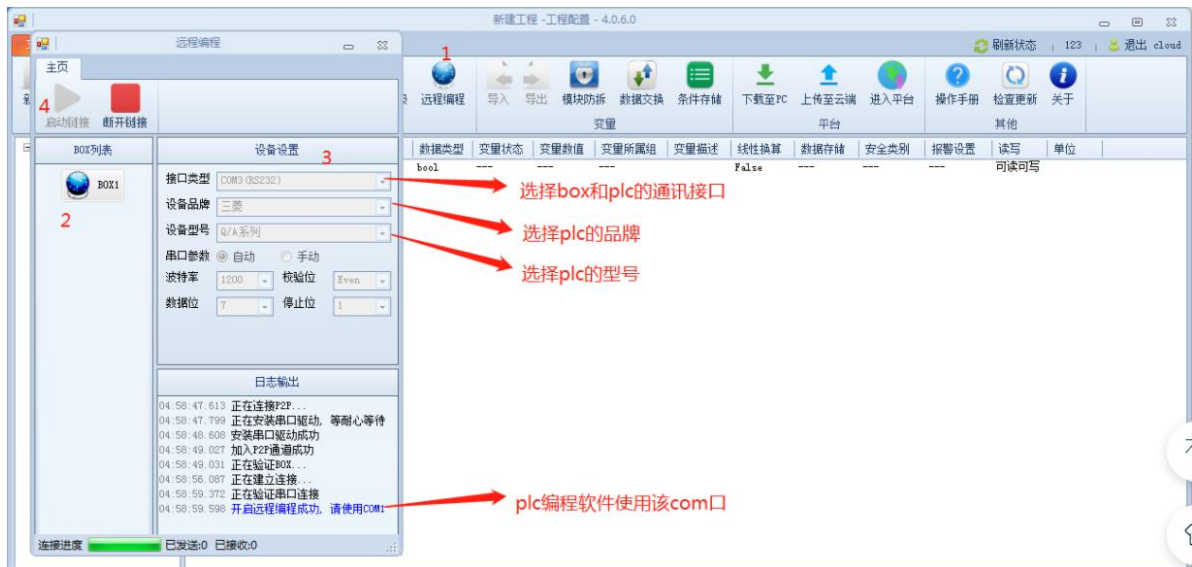 新建工程 -工程配置 - 4.0.6.0
远程编程
刷新状态 | 123 | 退出 cloud
主页
1
4
启动链接 断开链接
远程编程 导入 导出 模块防拆 数据交换 条件存储 下载至PC 上传至云端 进入平台 操作手册 检查更新 关于
变量 平台 其他
BOX列表
设备设置
3
数据类型 变量状态 变量数值 变量所属组 变量描述 线性换算 数据存储 安全类别 报警设置 读写 单位
bool --- --- --- False --- --- --- 可读可写
BOX1
2
接口类型 COM3(RS232)
选择box和plc的通讯接口
设备品牌 三菱
选择plc的品牌
设备型号 Q/A系列
选择plc的型号
串口参数 自动 手动
波特率 1200 校验位 Even
数据位 7 停止位 1
日志输出
04:58:47.613 正在连接P2P...
04:58:47.799 正在安装串口驱动, 等耐心等待
04:58:48.608 安装串口驱动成功
04:58:49.027 加入P2P通道成功
04:58:49.031 正在验证BOX...
04:58:56.087 正在建立连接...
04:58:59.372 正在验证串口连接
04:58:59.598 开启远程编程成功, 请使用COM1
plc编程软件使用该com口
连接进度 已发送:0 已接收:0